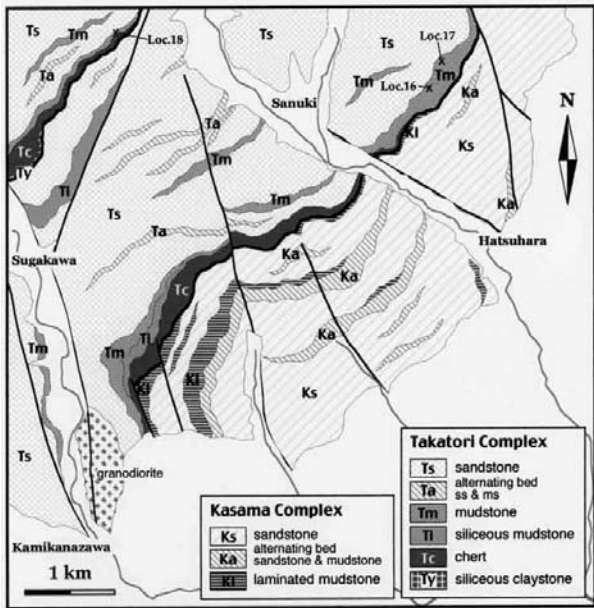 Ts
Tm
Loc.18
Ta
Ts
Ts
Loc.17
Tm
Tm
Loc.16
Ka
Sanuki
Kl
Ks
N
Ta
Tm
Tc
Ty
Tl
Tm
Ts
Ta
Ka
Hatsuhara
Sugakawa
Ka
Ka
Tc
Tm
Tl
Tm
Ka
Kl
Kl
Ks
Ts
granodiorite
Kamikanazawa
1 km
Kasama Complex
Ks sandstone
Ka alternating bed
sandstone & mudstone
Kl laminated mudstone
Takatori Complex
Ts sandstone
Ta alternating bed
ss & ms
Tm mudstone
Tl siliceous mudstone
Tc chert
Ty siliceous claystone